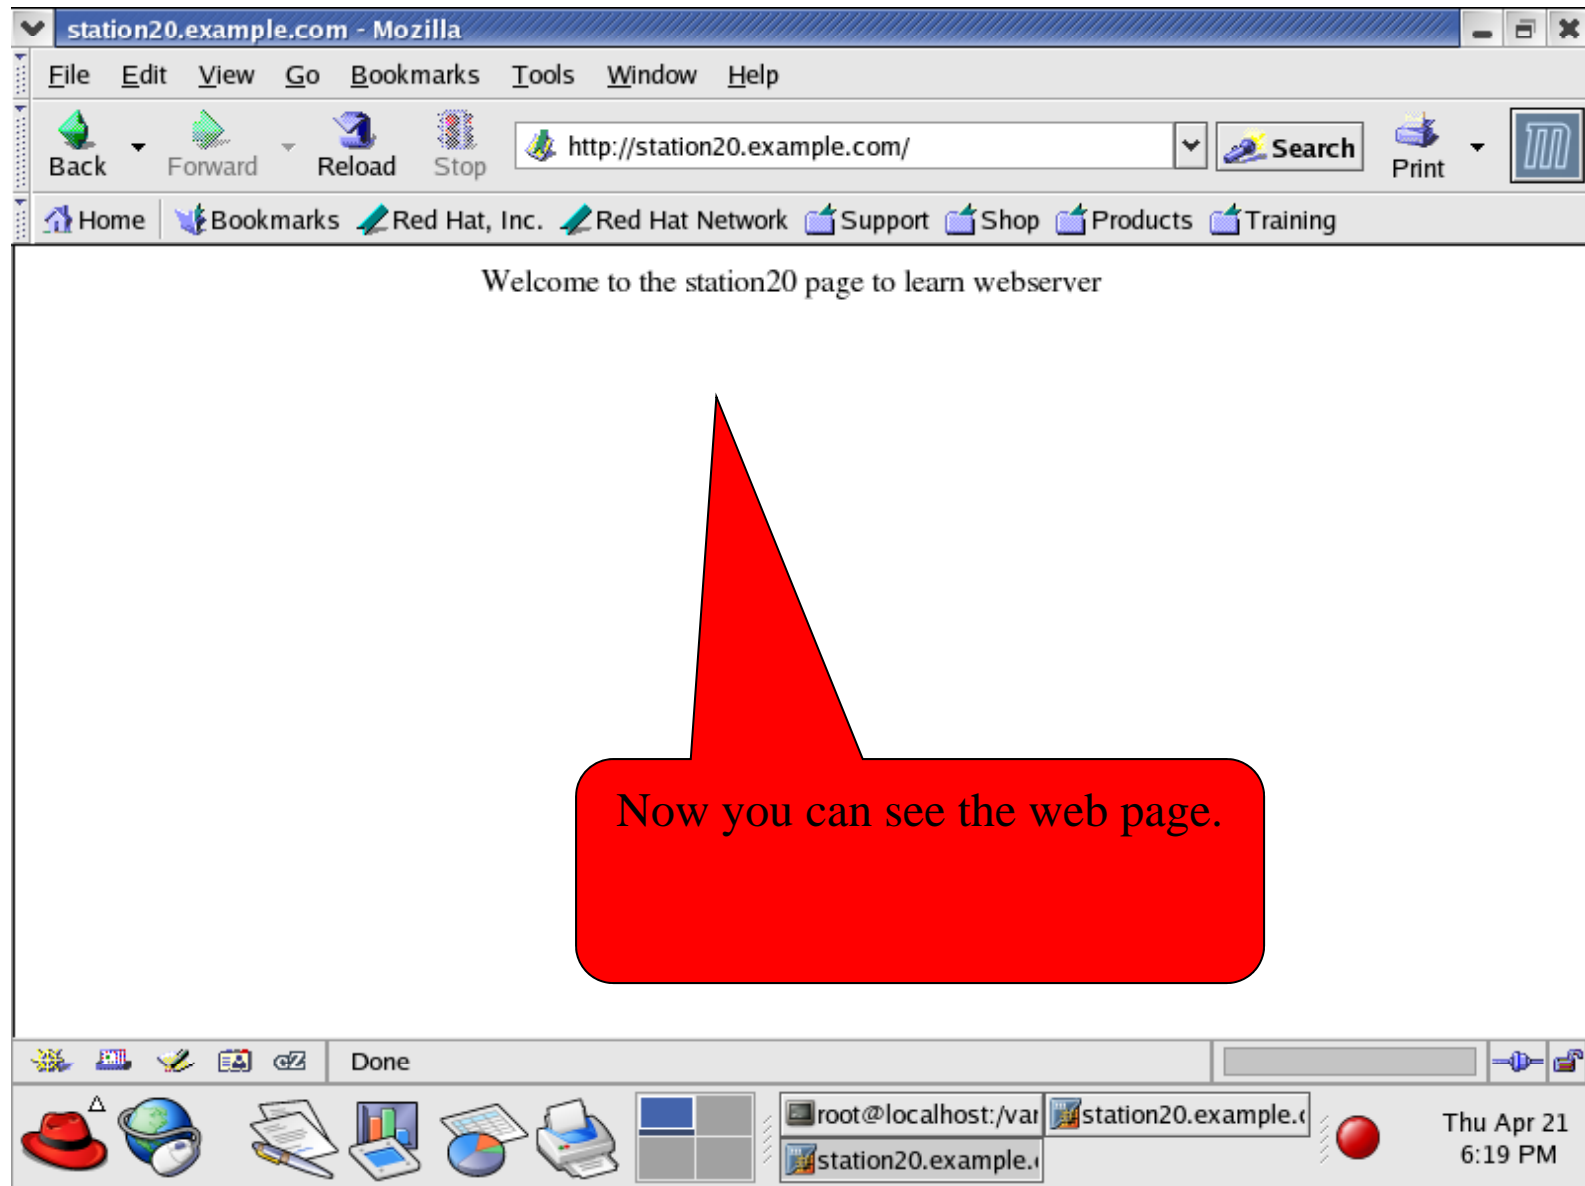 station20.example.com - Mozilla
File Edit View Go Bookmarks Tools Window Help
Back Forward Reload Stop http://station20.example.com/ Search Print
Home Bookmarks Red Hat, Inc. Red Hat Network Support Shop Products Training
Welcome to the station20 page to learn webserver
Now you can see the web page.
Done
root@localhost:/var station20.example.c
station20.example.
Thu Apr 21
6:19 PM